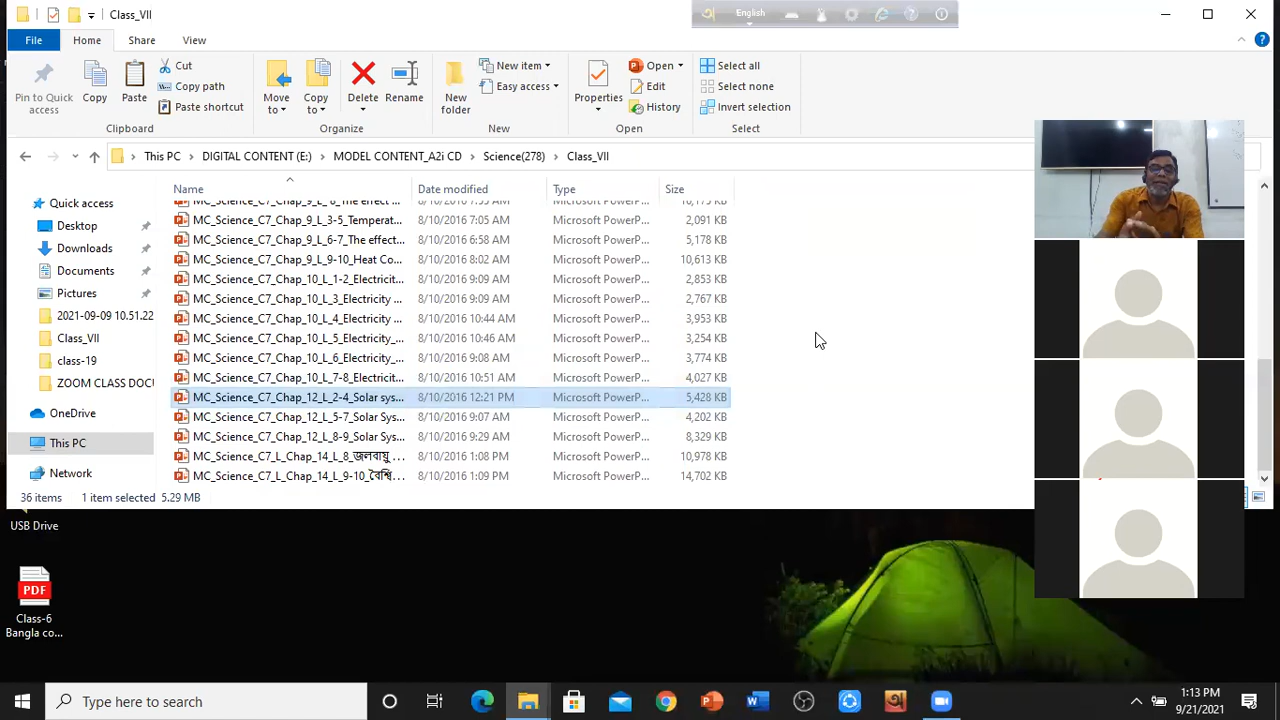 Class_VII
অ English
File Home Share View
Pin to Quick access
Copy
Paste
Cut
Copy path
Paste shortcut
Clipboard
Move to
Copy to
Delete
Rename
Organize
New folder
New item
Easy access
New
Properties
Open
Edit
History
Open
Select all
Select none
Invert selection
Select
This PC > DIGITAL CONTENT (E:) > MODEL CONTENT_A2i CD > Science(278) > Class_VII
Quick access
Desktop
Downloads
Documents
Pictures
2021-09-09 10.51.22
Class_VII
class-19
ZOOM CLASS DOCU
OneDrive
This PC
Network
Name Date modified Type Size
MC_Science_C7_Chap_9_L_3-5_Temperat... 8/10/2016 7:05 AM Microsoft PowerP... 2,091 KB
MC_Science_C7_Chap_9_L_6-7_The effect... 8/10/2016 6:58 AM Microsoft PowerP... 5,178 KB
MC_Science_C7_Chap_9_L_9-10_Heat Co... 8/10/2016 8:02 AM Microsoft PowerP... 10,613 KB
MC_Science_C7_Chap_10_L_1-2_Electricit... 8/10/2016 9:09 AM Microsoft PowerP... 2,853 KB
MC_Science_C7_Chap_10_L_3_Electricity ... 8/10/2016 9:09 AM Microsoft PowerP... 2,767 KB
MC_Science_C7_Chap_10_L_4_Electricity ... 8/10/2016 10:44 AM Microsoft PowerP... 3,953 KB
MC_Science_C7_Chap_10_L_5_Electricity_... 8/10/2016 10:46 AM Microsoft PowerP... 3,254 KB
MC_Science_C7_Chap_10_L_6_Electricity_... 8/10/2016 9:08 AM Microsoft PowerP... 3,774 KB
MC_Science_C7_Chap_10_L_7-8_Electricit... 8/10/2016 10:51 AM Microsoft PowerP... 4,027 KB
MC_Science_C7_Chap_12_L_2-4_Solar sys... 8/10/2016 12:21 PM Microsoft PowerP... 5,428 KB
MC_Science_C7_Chap_12_L_5-7_Solar Sys... 8/10/2016 9:07 AM Microsoft PowerP... 4,202 KB
MC_Science_C7_Chap_12_L_8-9_Solar Sy... 8/10/2016 9:29 AM Microsoft PowerP... 8,329 KB
MC_Science_C7_L_Chap_14_L_8_জলবায়ু ... 8/10/2016 1:08 PM Microsoft PowerP... 10,978 KB
MC_Science_C7_L_Chap_14_L_9-10_বৈশ্বি... 8/10/2016 1:09 PM Microsoft PowerP... 14,702 KB
36 items 1 item selected 5.29 MB
USB Drive
PDF
Class-6
Bangla co...
Type here to search
1:13 PM
9/21/2021